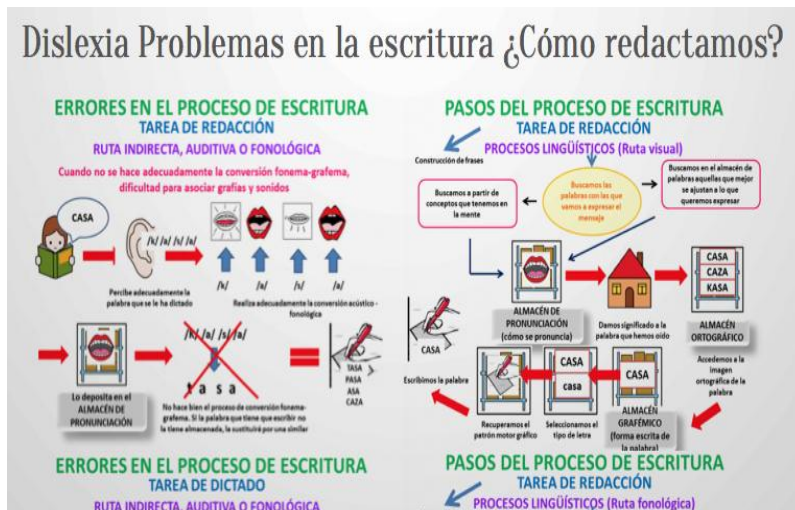 Dislexia Problemas en la escritura ¿Cómo redactamos?
ERRORES EN EL PROCESO DE ESCRITURA
TAREA DE REDACCIÓN
RUTA INDIRECTA, AUDITIVA O FONOLÓGICA
Cuando no se hace adecuadamente la conversión fonema-grafema,
dificultad para asociar grafías y sonidos
CASA
/k/ /a/ /s/ /a/
Percibe adecuadamente la
palabra que se le ha dictado
/k/ /a/ /s/ /a/
Realiza adecuadamente la conversión acústico -
fonológica
Lo deposita en el
ALMACÉN DE
PRONUNCIACIÓN
/k/ /a/ /s/ /a/
t a s a
No hace bien el proceso de conversión fonema-
grafema. Si la palabra que tiene que escribir no
la tiene almacenada, la sustituirá por una similar
TASA
PASA
ASA
CAZA
PASOS DEL PROCESO DE ESCRITURA
TAREA DE REDACCIÓN
PROCESOS LINGÜÍSTICOS (Ruta visual)
Construcción de frases
Buscamos a partir de
conceptos que tenemos en
la mente
Buscamos las
palabras con las que
vamos a expresar el
mensaje
Buscamos en el almacén de
palabras aquellas que mejor
se ajustan a lo que
queremos expresar
ALMACÉN DE
PRONUNCIACIÓN
(cómo se pronuncia)
Damos significado a la
palabra que hemos oído
CASA
CAZA
KASA
ALMACÉN
ORTOGRÁFICO
Accedemos a la
imagen
ortográfica de la
palabra
CASA
ALMACÉN
GRAFÉMICO
(forma escrita de
la palabra)
CASA
casa
Seleccionamos el
tipo de letra
Recuperamos el
patrón motor gráfico
CASA
Escribimos la palabra
ERRORES EN EL PROCESO DE ESCRITURA
TAREA DE DICTADO
RUTA INDIRECTA, AUDITIVA O FONOLÓGICA
PASOS DEL PROCESO DE ESCRITURA
TAREA DE REDACCIÓN
PROCESOS LINGÜÍSTICOS (Ruta fonológica)